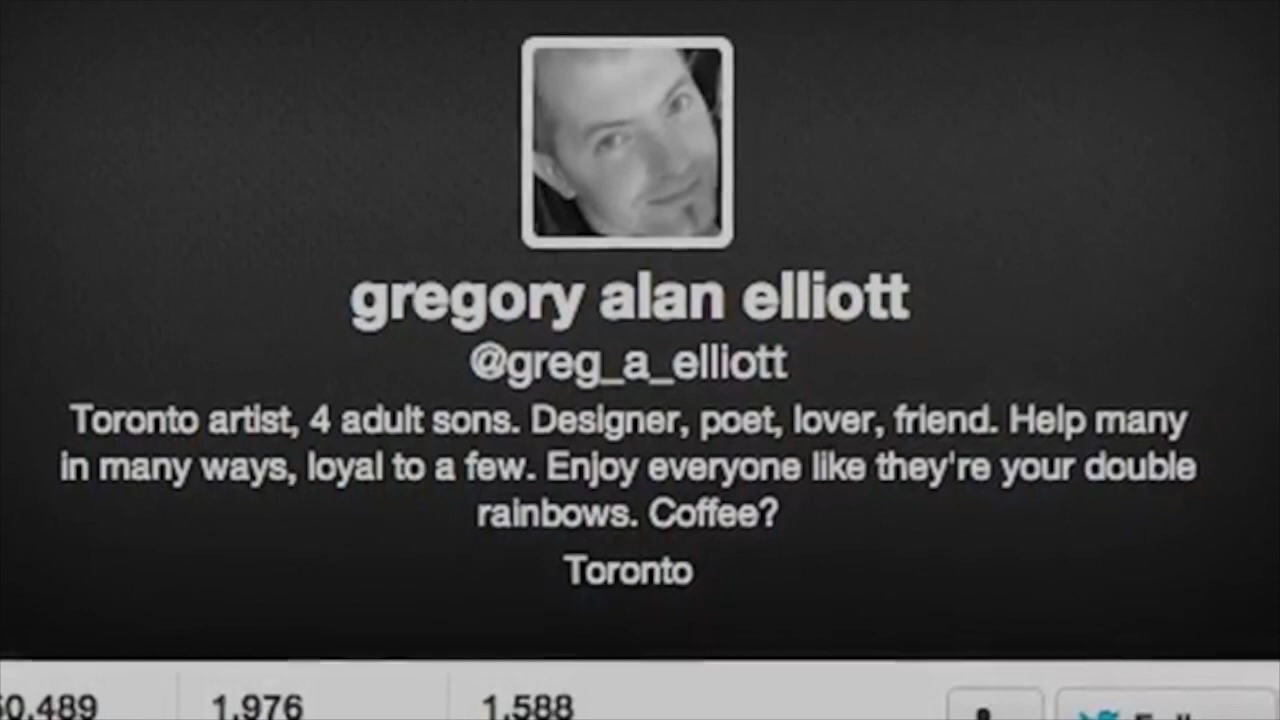 gregory alan elliott
@greg_a_elliott
Toronto artist, 4 adult sons. Designer, poet, lover, friend. Help many
in many ways, loyal to a few. Enjoy everyone like they're your double
rainbows. Coffee?
Toronto
1,976 1,588